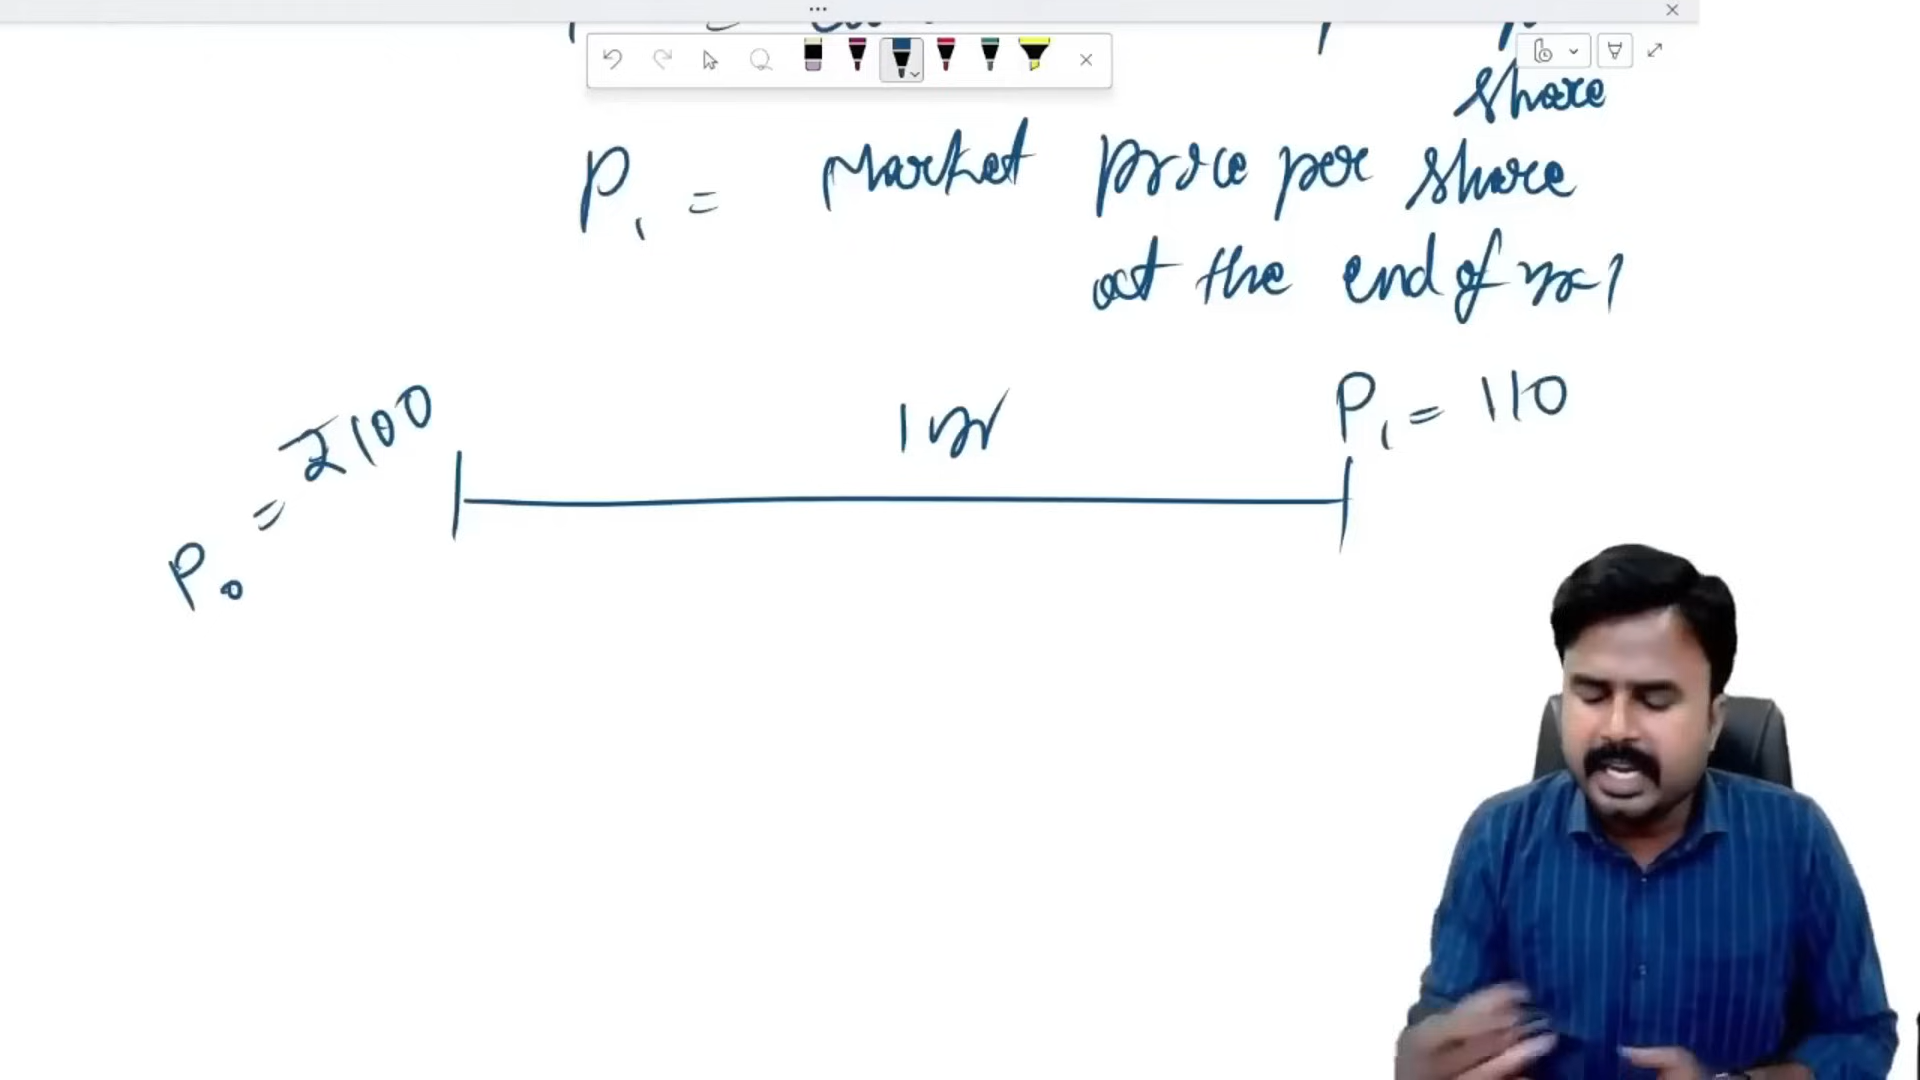 share
P₁ = Market price per share
at the end of yr 1
P₀ = ₹100
1 yr
P₁ = 110